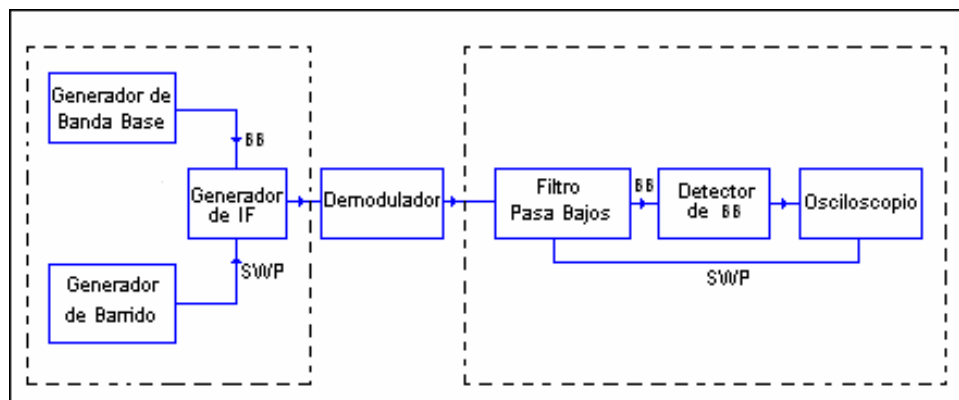 Generador de
Banda Base
BB
Generador
de IF
SWP
Generador
de Barrido
Demodulador
Filtro
Pasa Bajos
BB
Detector
de BB
Osciloscopio
SWP